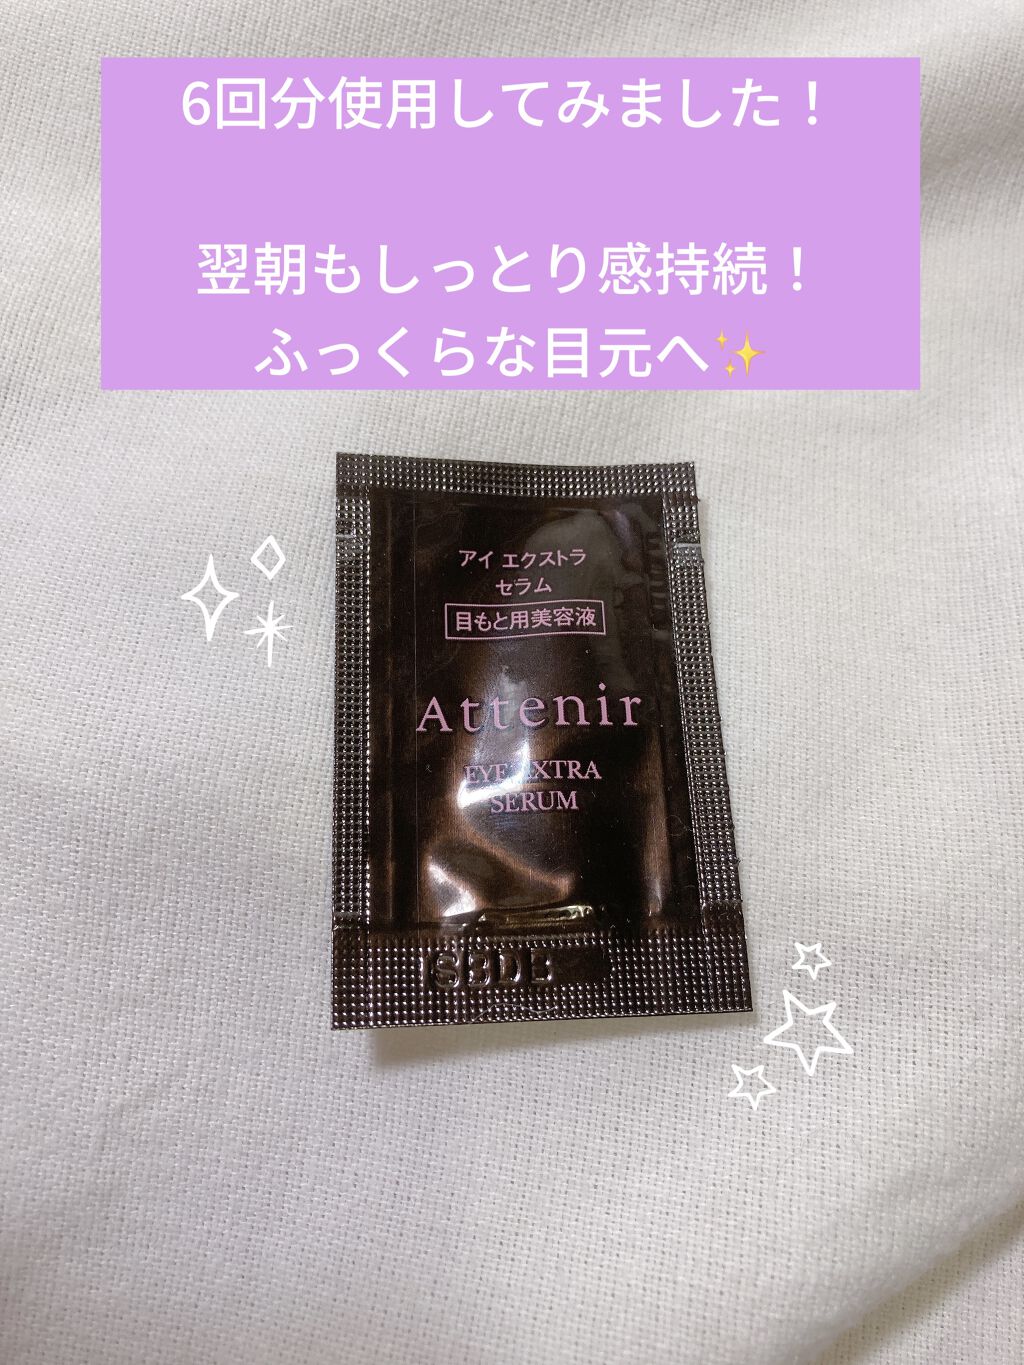 6回分使用してみました！
翌朝もしっとり感持続！
ふっくらな目元へ✨
アイ エクストラ
セラム
目もと用美容液
Attenir
EYE EXTRA
SERUM